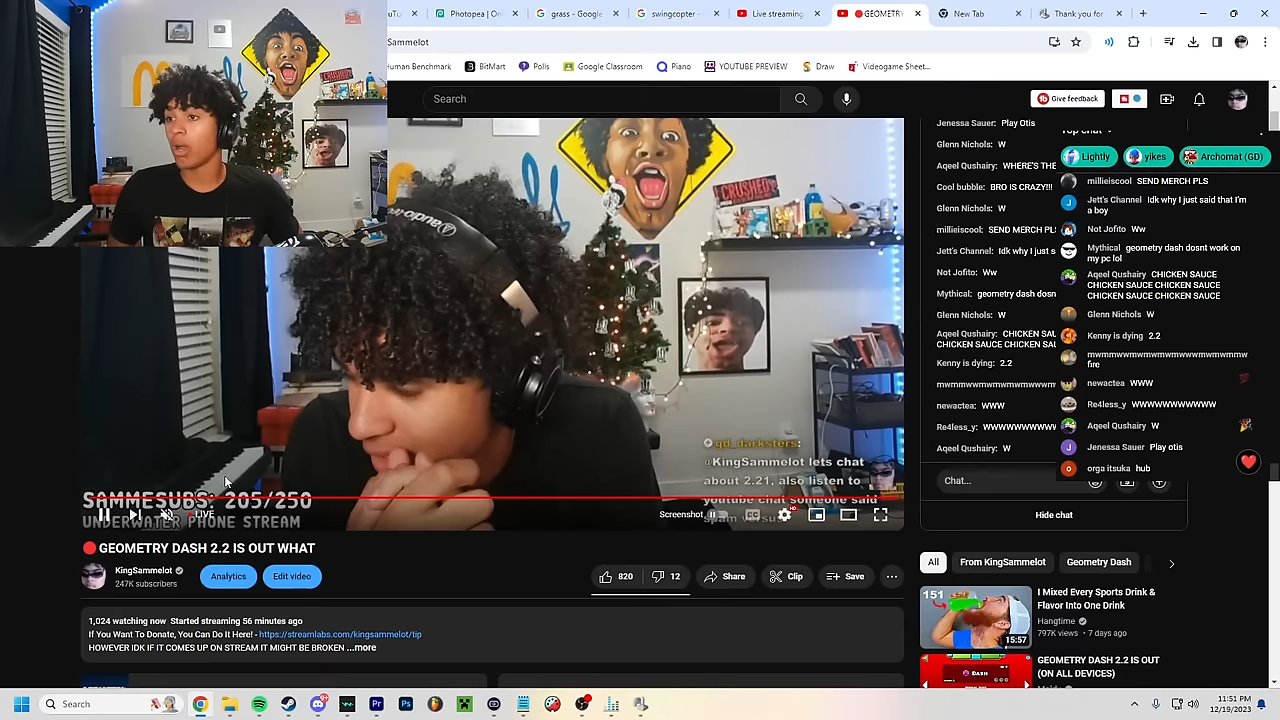 Photopea | On
grass - Google
swingcopter -
Live streaming
GEOMETRY
New Tab
Thank you for
Sammelot
Human Benchmark
BitMart
Polls
Google Classroom
Piano
YOUTUBE PREVIEW
Draw
Videogame Sheet...
Search
Give feedback
Jenessa Sauer: Play Otis
Glenn Nichols: W
Aqeel Qushairy: WHERE'S THE
Cool bubble: BRO IS CRAZY!!!
Glenn Nichols: W
millieiscool: SEND MERCH PLS
Jett's Channel: Idk why I just s
Not Jofito: Ww
Mythical: geometry dash dosn
Glenn Nichols: W
Aqeel Qushairy: CHICKEN SAU
CHICKEN SAUCE CHICKEN SAU
Kenny is dying: 2.2
newactea: WWW
Aqeel Qushairy: W
Top chat
Lightly
yikes
Archomat (GD)
millieiscool SEND MERCH PLS
Jett's Channel Idk why I just said that I'm
a boy
Not Jofito Ww
Mythical geometry dash dosnt work on
my pc lol
Aqeel Qushairy CHICKEN SAUCE
CHICKEN SAUCE CHICKEN SAUCE
CHICKEN SAUCE CHICKEN SAUCE
Glenn Nichols W
Kenny is dying 2.2
fire
newactea WWW
Re4less_y WWWWWWWWWWW
Aqeel Qushairy W
Jenessa Sauer Play otis
orga itsuka hub
Chat...
Hide chat
CRUSHED?
CRUSHED?
audio-technica
gd_darksters:
@KingSammelot lets chat
about 2.21, also listen to
youtube chat someone said
spam versus
SAMMESUBS: 205/250
UNDERWATER PHONE STREAM
LIVE
Screenshot
HD
GEOMETRY DASH 2.2 IS OUT WHAT
KingSammelot
247K subscribers
Analytics
Edit video
820
12
Share
Clip
Save
1,024 watching now Started streaming 56 minutes ago
If You Want To Donate, You Can Do It Here! - https://streamlabs.com/kingsammelot/tip
HOWEVER IDK IF IT COMES UP ON STREAM IT MIGHT BE BROKEN ...more
All
From KingSammelot
Geometry Dash
151
15:57
I Mixed Every Sports Drink &
Flavor Into One Drink
Hangtime
797K views • 7 days ago
GEOMETRY DASH 2.2 IS OUT
(ON ALL DEVICES)
Search
11:51 PM
12/19/2023